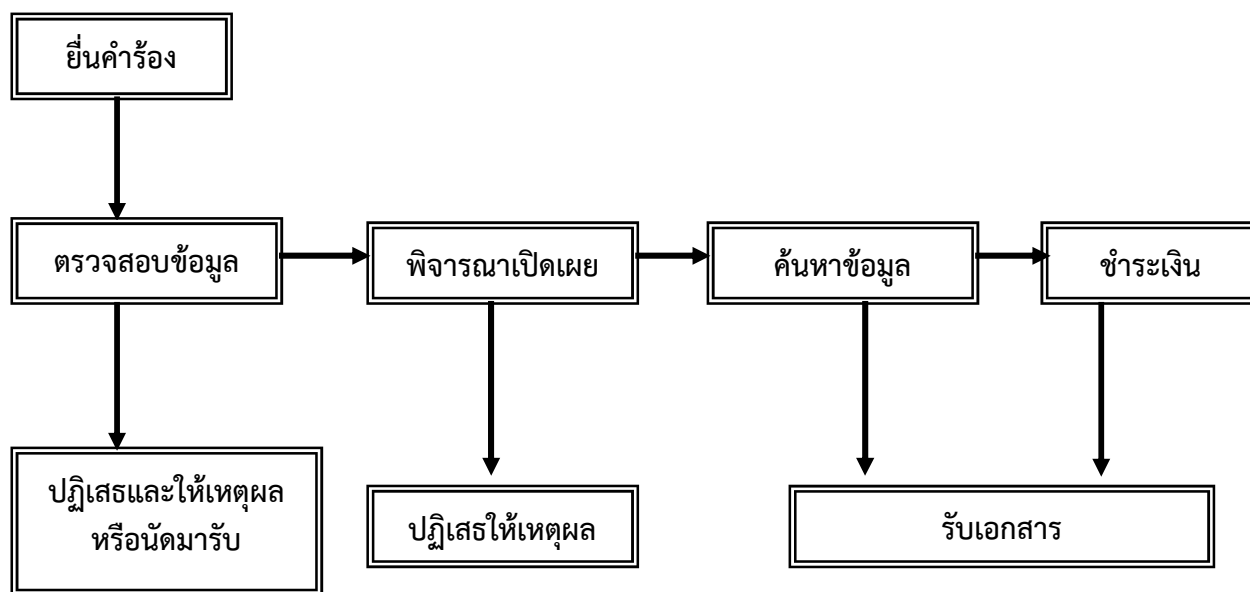 ยื่นคำร้อง
ตรวจสอบข้อมูล
พิจารณาเปิดเผย
ค้นหาข้อมูล
ชำระเงิน
ปฏิเสธและให้เหตุผล
หรือนัดมารับ
ปฏิเสธให้เหตุผล
รับเอกสาร